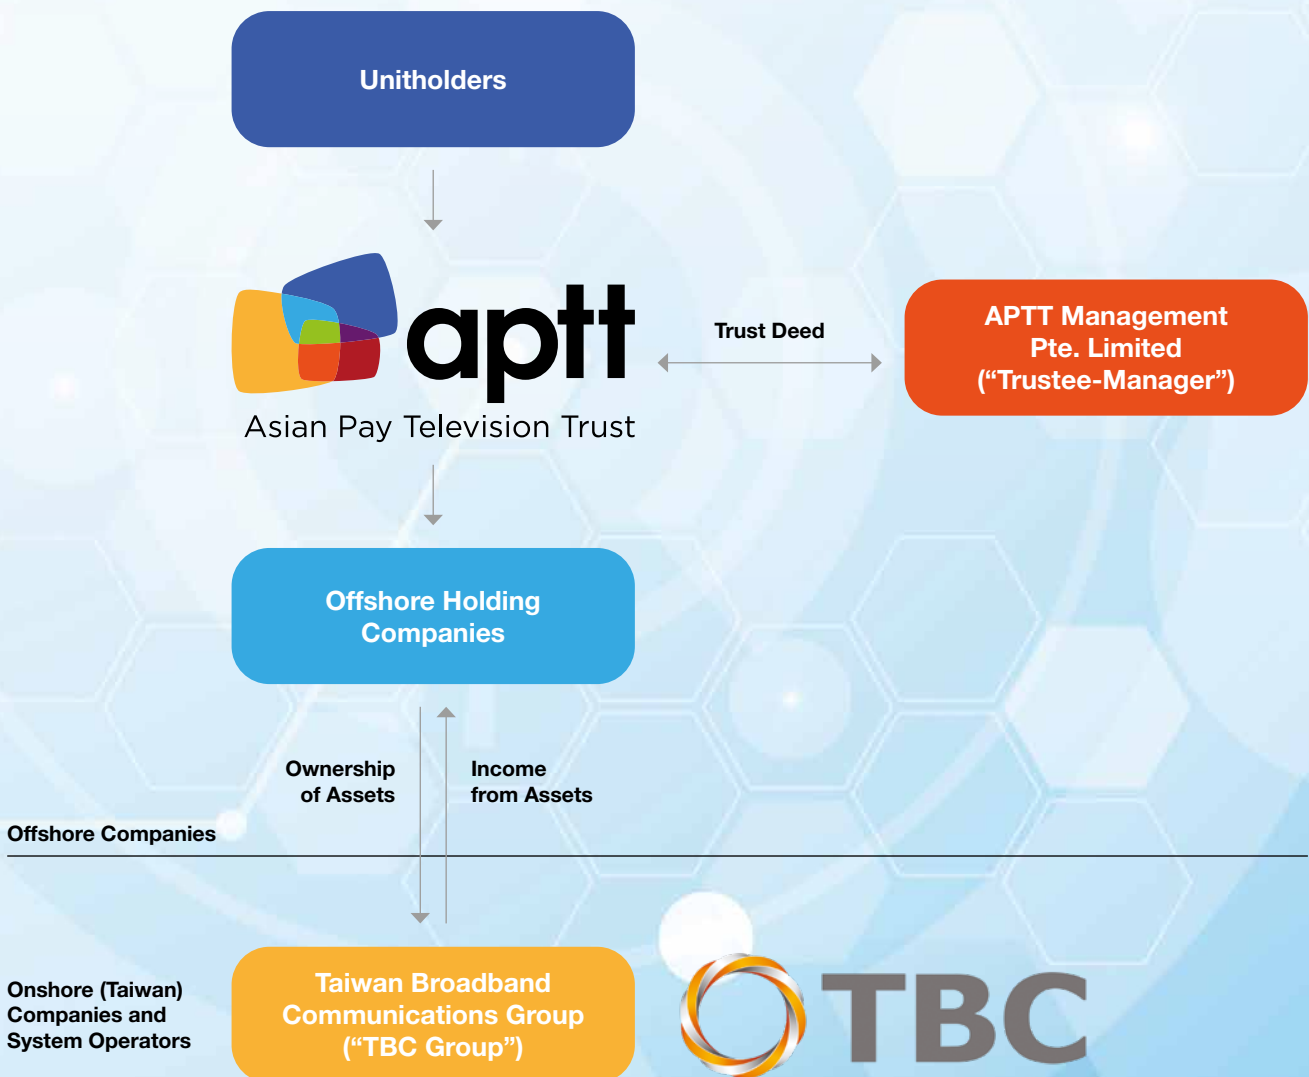 Unitholders
aptt
Asian Pay Television Trust
Trust Deed
APTT Management
Pte. Limited
(“Trustee-Manager”)
Offshore Holding
Companies
Ownership
of Assets
Income
from Assets
Offshore Companies
Onshore (Taiwan)
Companies and
System Operators
Taiwan Broadband
Communications Group
(“TBC Group”)
TBC